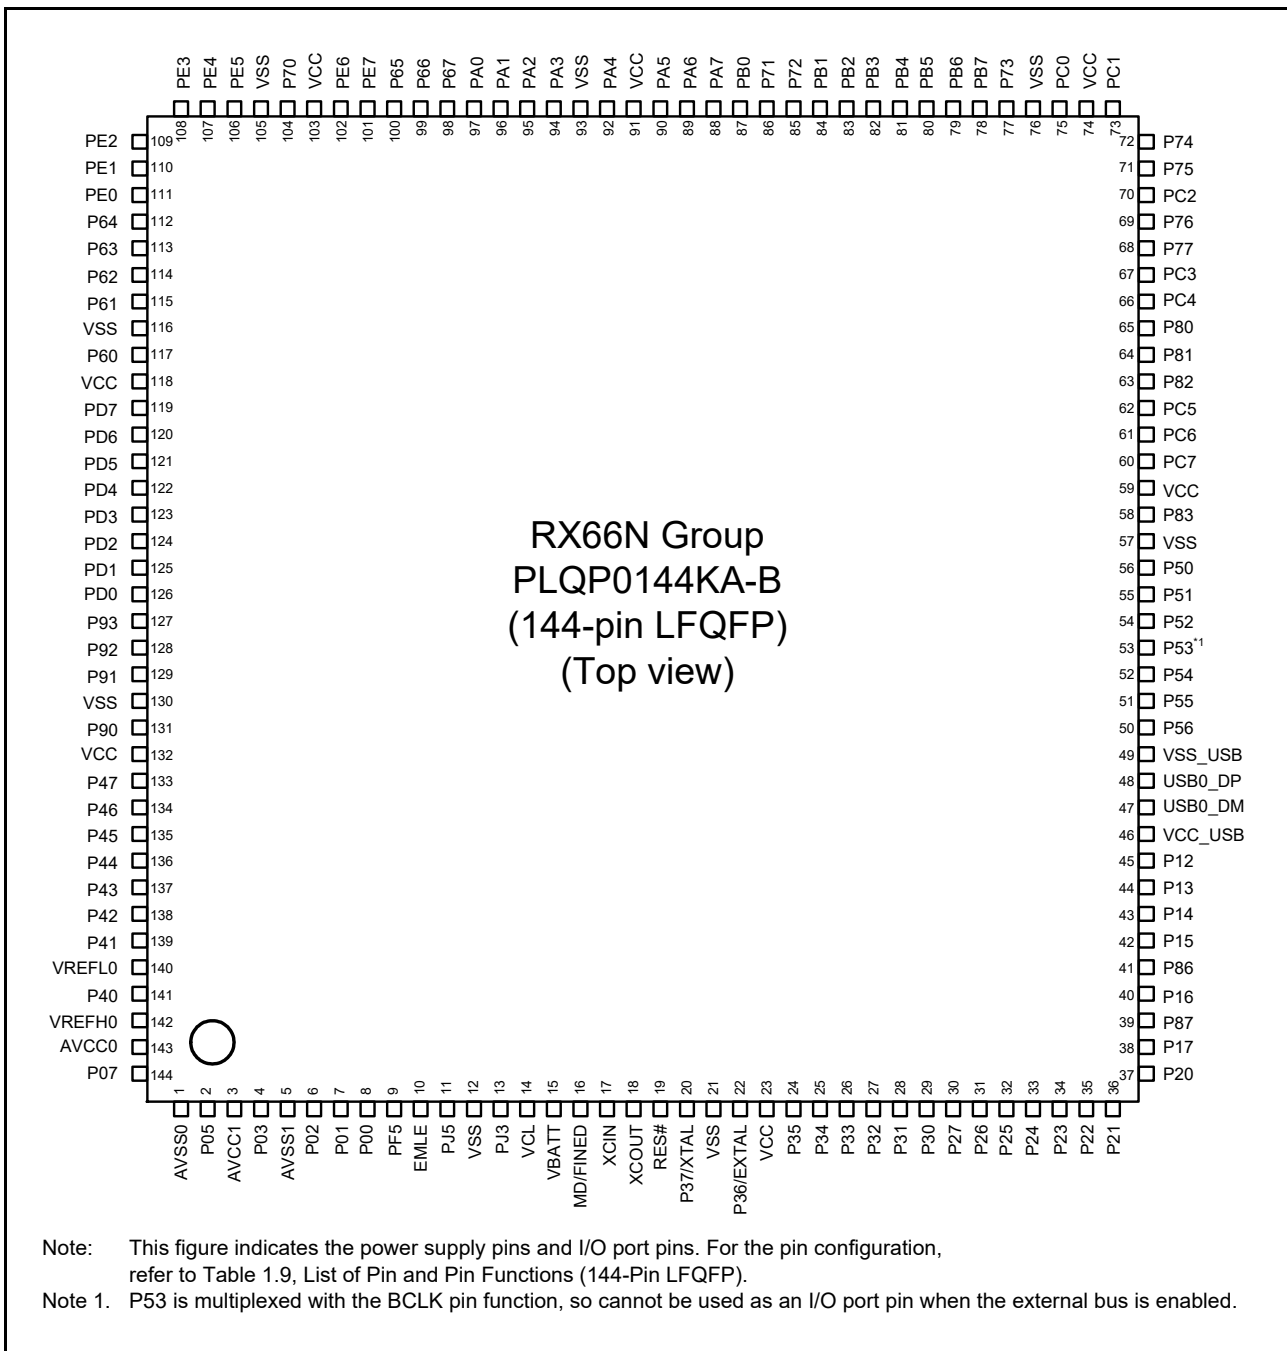 PE3 PE4 PE5 VSS P70 VCC PE6 PE7 P65 P66 P67 PA0 PA1 PA2 PA3 VSS PA4 VCC PA5 PA6 PA7 PB0 P71 P72 PB1 PB2 PB3 PB4 PB5 PB6 PB7 P73 VSS PC0 VCC PC1
108 107 106 105 104 103 102 101 100 99 98 97 96 95 94 93 92 91 90 89 88 87 86 85 84 83 82 81 80 79 78 77 76 75 74 73
PE2 109 72 P74
PE1 110 71 P75
PE0 111 70 PC2
P64 112 69 P76
P63 113 68 P77
P62 114 67 PC3
P61 115 66 PC4
VSS 116 65 P80
P60 117 64 P81
VCC 118 63 P82
PD7 119 62 PC5
PD6 120 61 PC6
PD5 121 60 PC7
PD4 122 59 VCC
PD3 123 58 P83
PD2 124 57 VSS
PD1 125 56 P50
PD0 126 55 P51
P93 127 54 P52
P92 128 53 P53*1
P91 129 52 P54
VSS 130 51 P55
P90 131 50 P56
VCC 132 49 VSS_USB
P47 133 48 USB0_DP
P46 134 47 USB0_DM
P45 135 46 VCC_USB
P44 136 45 P12
P43 137 44 P13
P42 138 43 P14
P41 139 42 P15
VREFL0 140 41 P86
P40 141 40 P16
VREFH0 142 39 P87
AVCC0 143 38 P17
P07 144 37 P20
RX66N Group
PLQP0144KA-B
(144-pin LFQFP)
(Top view)
1 2 3 4 5 6 7 8 9 10 11 12 13 14 15 16 17 18 19 20 21 22 23 24 25 26 27 28 29 30 31 32 33 34 35 36
AVSS0 P05 AVCC1 P03 AVSS1 P02 P01 P00 PF5 EMLE PJ5 VSS PJ3 VCL VBATT MD/FINED XCIN XCOUT RES# P37/XTAL VSS P36/EXTAL VCC P35 P34 P33 P32 P31 P30 P27 P26 P25 P24 P23 P22 P21
Note: This figure indicates the power supply pins and I/O port pins. For the pin configuration,
refer to Table 1.9, List of Pin and Pin Functions (144-Pin LFQFP).
Note 1. P53 is multiplexed with the BCLK pin function, so cannot be used as an I/O port pin when the external bus is enabled.